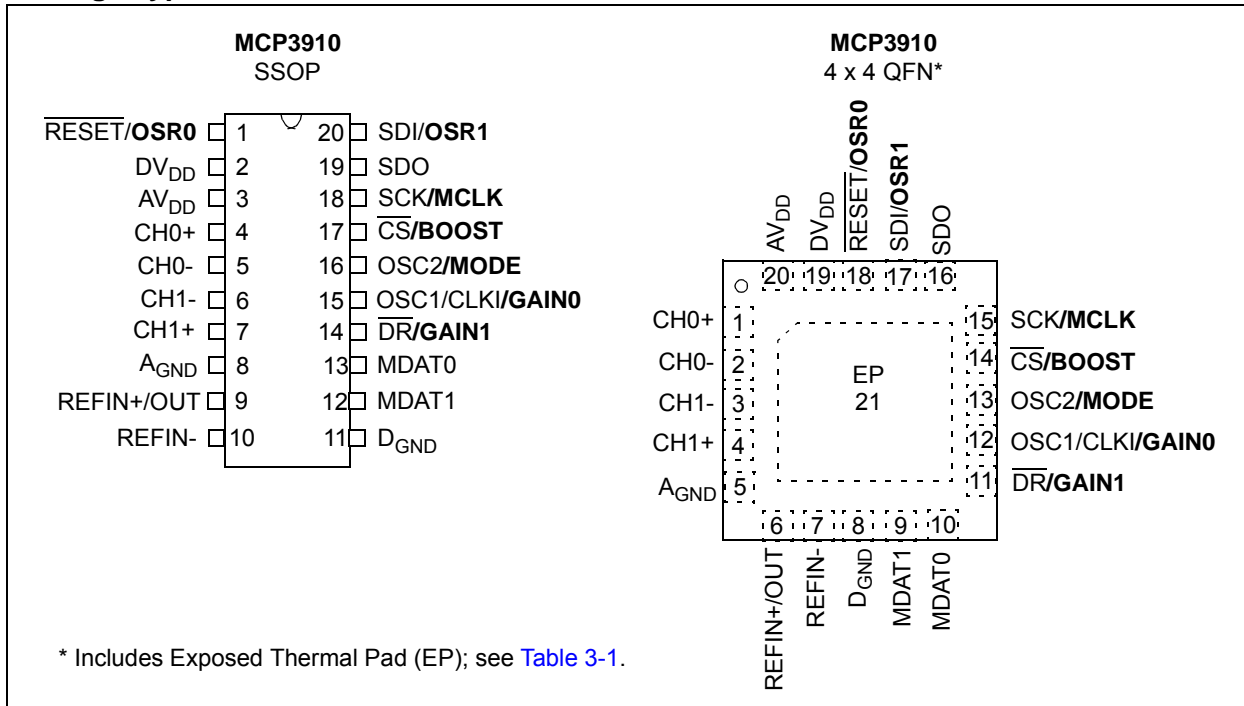 MCP3910
SSOP
RESET/OSR0 1
DVDD 2
AVDD 3
CH0+ 4
CH0- 5
CH1- 6
CH1+ 7
AGND 8
REFIN+/OUT 9
REFIN- 10
20 SDI/OSR1
19 SDO
18 SCK/MCLK
17 CS/BOOST
16 OSC2/MODE
15 OSC1/CLKI/GAIN0
14 DR/GAIN1
13 MDAT0
12 MDAT1
11 DGND
MCP3910
4 x 4 QFN*
AVDD
DVDD
RESET/OSR0
SDI/OSR1
SDO
20 19 18 17 16
CH0+ 1
CH0- 2
CH1- 3
CH1+ 4
AGND 5
EP
21
15 SCK/MCLK
14 CS/BOOST
13 OSC2/MODE
12 OSC1/CLKI/GAIN0
11 DR/GAIN1
6 7 8 9 10
REFIN+/OUT
REFIN-
DGND
MDAT1
MDAT0
* Includes Exposed Thermal Pad (EP); see Table 3-1.